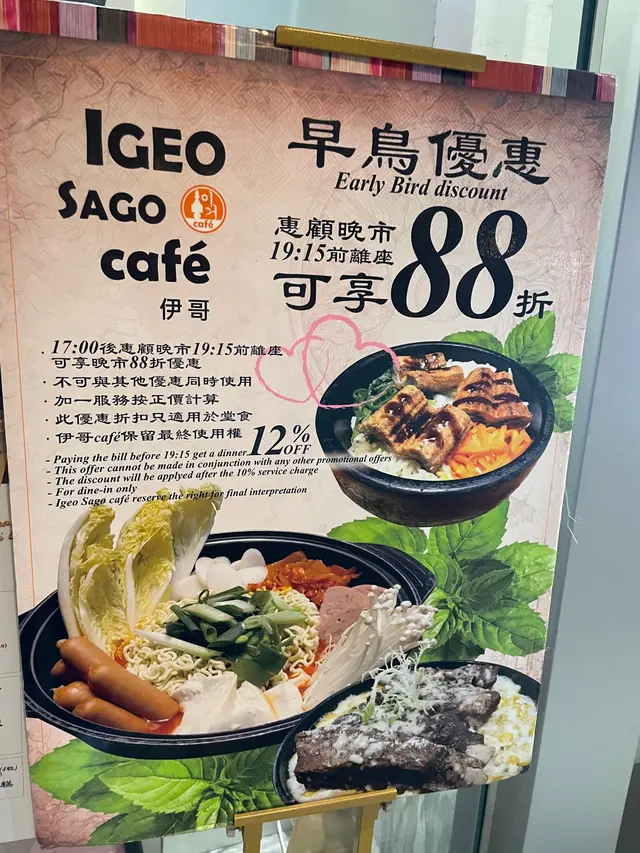 IGEO
SAGO
이거
café
café
伊哥
早鳥優惠
Early Bird discount
惠顧晚市
19:15前離座
可享88折
. 17:00後惠顧晚市19:15前離座
可享晚市88折優惠
. 不可與其他優惠同時使用
. 加一服務按正價計算
. 此優惠折扣只適用於堂食
. 伊哥café保留最終使用權
- Paying the bill before 19:15 get a dinner 12% OFF
- This offer cannot be made in conjunction with any other promotional offers
- The discount will be applyed after the 10% service charge
- For dine-in only
- Igeo Sago café reserve the right for final interpretation